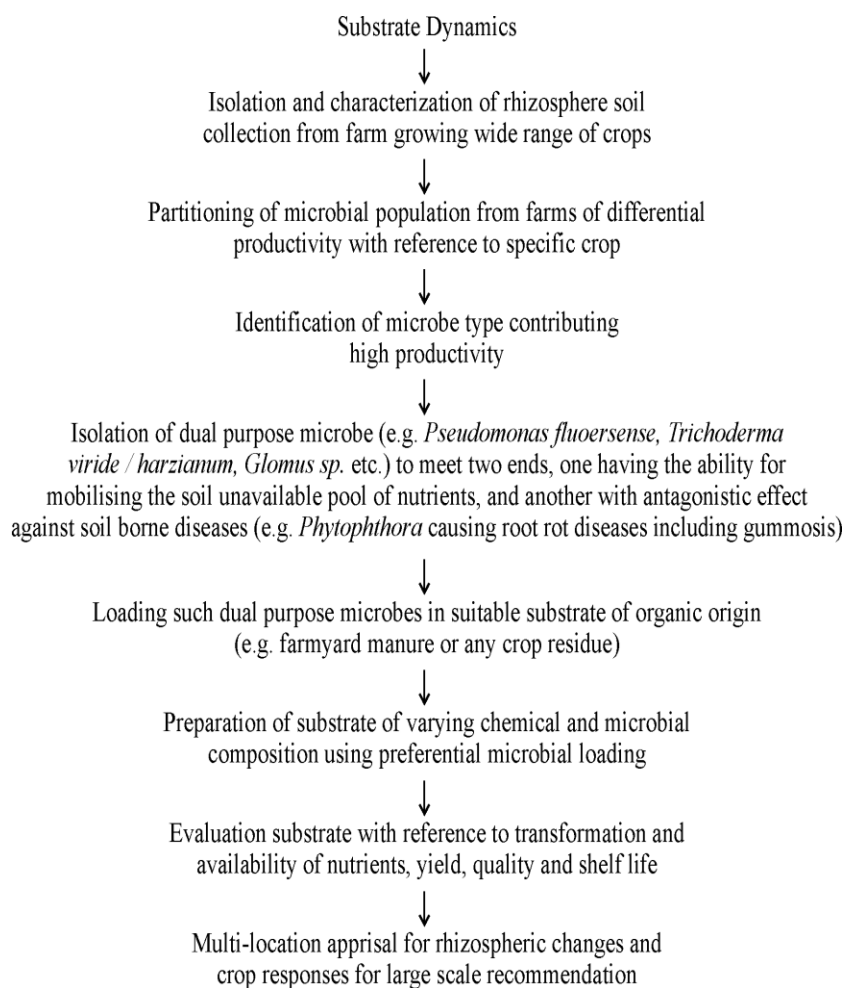 Substrate Dynamics
Isolation and characterization of rhizosphere soil
collection from farm growing wide range of crops
Partitioning of microbial population from farms of differential
productivity with reference to specific crop
Identification of microbe type contributing
high productivity
Isolation of dual purpose microbe (e.g. Pseudomonas fluoersense, Trichoderma
viride / harzianum, Glomus sp. etc.) to meet two ends, one having the ability for
mobilising the soil unavailable pool of nutrients, and another with antagonistic effect
against soil borne diseases (e.g. Phytophthora causing root rot diseases including gummosis)
Loading such dual purpose microbes in suitable substrate of organic origin
(e.g. farmyard manure or any crop residue)
Preparation of substrate of varying chemical and microbial
composition using preferential microbial loading
Evaluation substrate with reference to transformation and
availability of nutrients, yield, quality and shelf life
Multi-location apprisal for rhizospheric changes and
crop responses for large scale recommendation